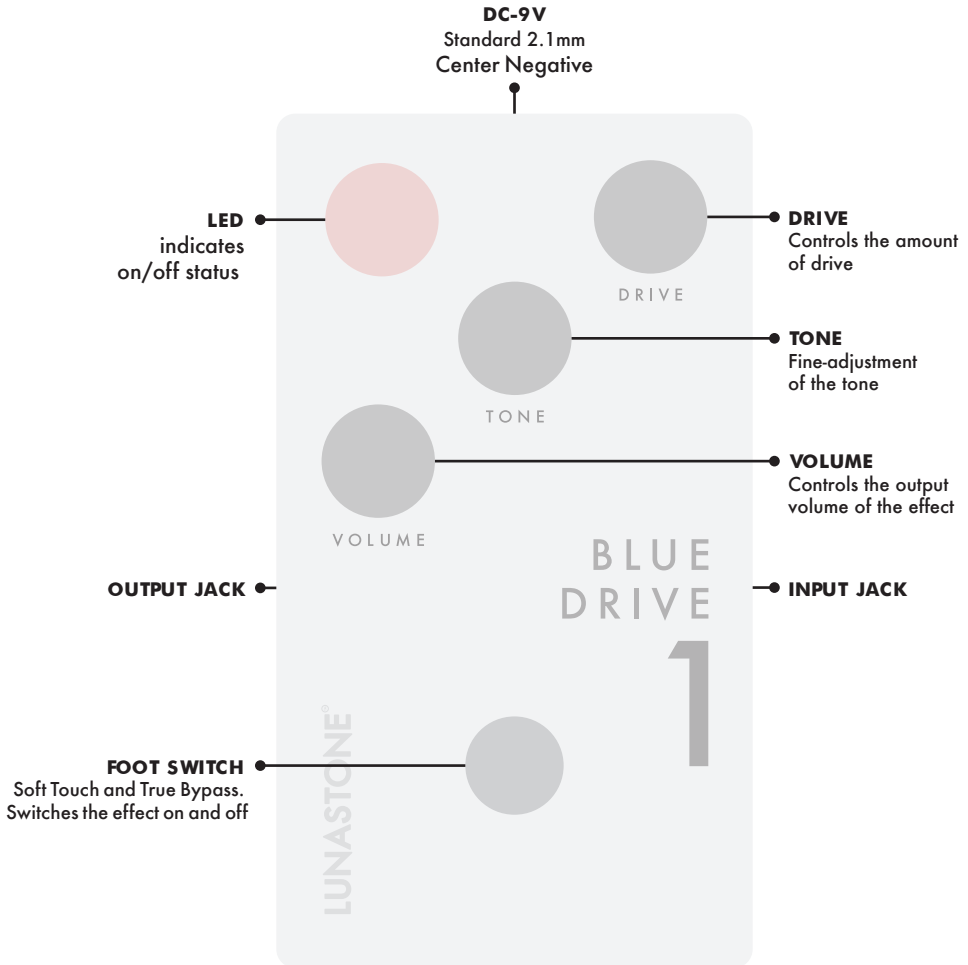 DC-9V
Standard 2.1mm
Center Negative
LED
indicates
on/off status
DRIVE
Controls the amount
of drive
DRIVE
TONE
Fine-adjustment
of the tone
TONE
VOLUME
Controls the output
volume of the effect
VOLUME
BLUE
DRIVE
1
OUTPUT JACK
INPUT JACK
FOOT SWITCH
Soft Touch and True Bypass.
Switches the effect on and off
LUNASTONE®